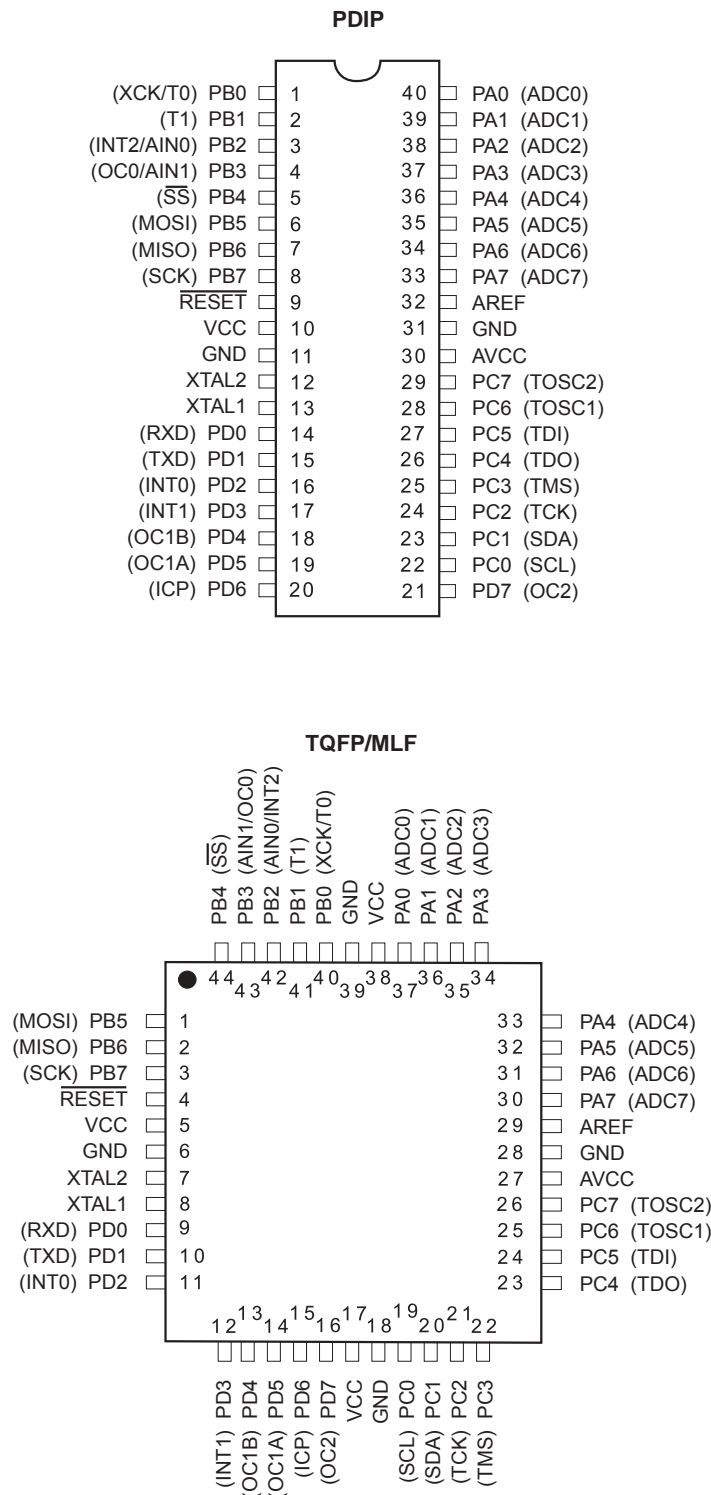 PDIP
(XCK/T0) PB0 1 40 PA0 (ADC0)
(T1) PB1 2 39 PA1 (ADC1)
(INT2/AIN0) PB2 3 38 PA2 (ADC2)
(OC0/AIN1) PB3 4 37 PA3 (ADC3)
(SS) PB4 5 36 PA4 (ADC4)
(MOSI) PB5 6 35 PA5 (ADC5)
(MISO) PB6 7 34 PA6 (ADC6)
(SCK) PB7 8 33 PA7 (ADC7)
RESET 9 32 AREF
VCC 10 31 GND
GND 11 30 AVCC
XTAL2 12 29 PC7 (TOSC2)
XTAL1 13 28 PC6 (TOSC1)
(RXD) PD0 14 27 PC5 (TDI)
(TXD) PD1 15 26 PC4 (TDO)
(INT0) PD2 16 25 PC3 (TMS)
(INT1) PD3 17 24 PC2 (TCK)
(OC1B) PD4 18 23 PC1 (SDA)
(OC1A) PD5 19 22 PC0 (SCL)
(ICP) PD6 20 21 PD7 (OC2)
TQFP/MLF
PB4 (SS)
PB3 (AIN1/OC0)
PB2 (AIN0/INT2)
PB1 (T1)
PB0 (XCK/T0)
GND
VCC
PA0 (ADC0)
PA1 (ADC1)
PA2 (ADC2)
PA3 (ADC3)
44 43 42 41 40 39 38 37 36 35 34
(MOSI) PB5 1 33 PA4 (ADC4)
(MISO) PB6 2 32 PA5 (ADC5)
(SCK) PB7 3 31 PA6 (ADC6)
RESET 4 30 PA7 (ADC7)
VCC 5 29 AREF
GND 6 28 GND
XTAL2 7 27 AVCC
XTAL1 8 26 PC7 (TOSC2)
(RXD) PD0 9 25 PC6 (TOSC1)
(TXD) PD1 10 24 PC5 (TDI)
(INT0) PD2 11 23 PC4 (TDO)
12 13 14 15 16 17 18 19 20 21 22
(INT1) PD3
(OC1B) PD4
(OC1A) PD5
(ICP) PD6
(OC2) PD7
VCC
GND
(SCL) PC0
(SDA) PC1
(TCK) PC2
(TMS) PC3